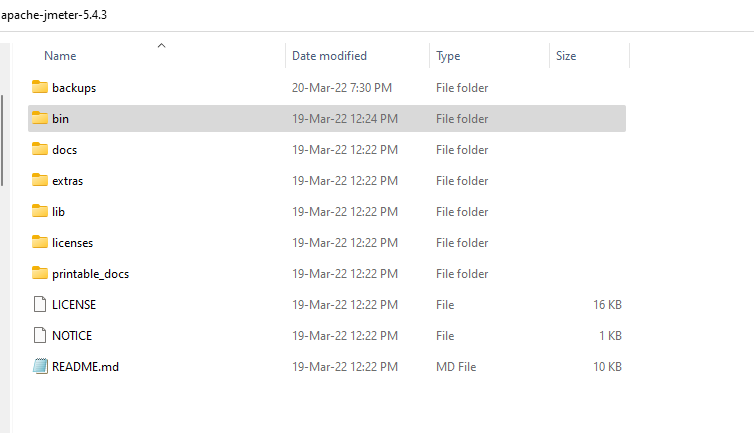 apache-jmeter-5.4.3
Name Date modified Type Size
backups 20-Mar-22 7:30 PM File folder
bin 19-Mar-22 12:24 PM File folder
docs 19-Mar-22 12:22 PM File folder
extras 19-Mar-22 12:22 PM File folder
lib 19-Mar-22 12:22 PM File folder
licenses 19-Mar-22 12:22 PM File folder
printable_docs 19-Mar-22 12:22 PM File folder
LICENSE 19-Mar-22 12:22 PM File 16 KB
NOTICE 19-Mar-22 12:22 PM File 1 KB
README.md 19-Mar-22 12:22 PM MD File 10 KB